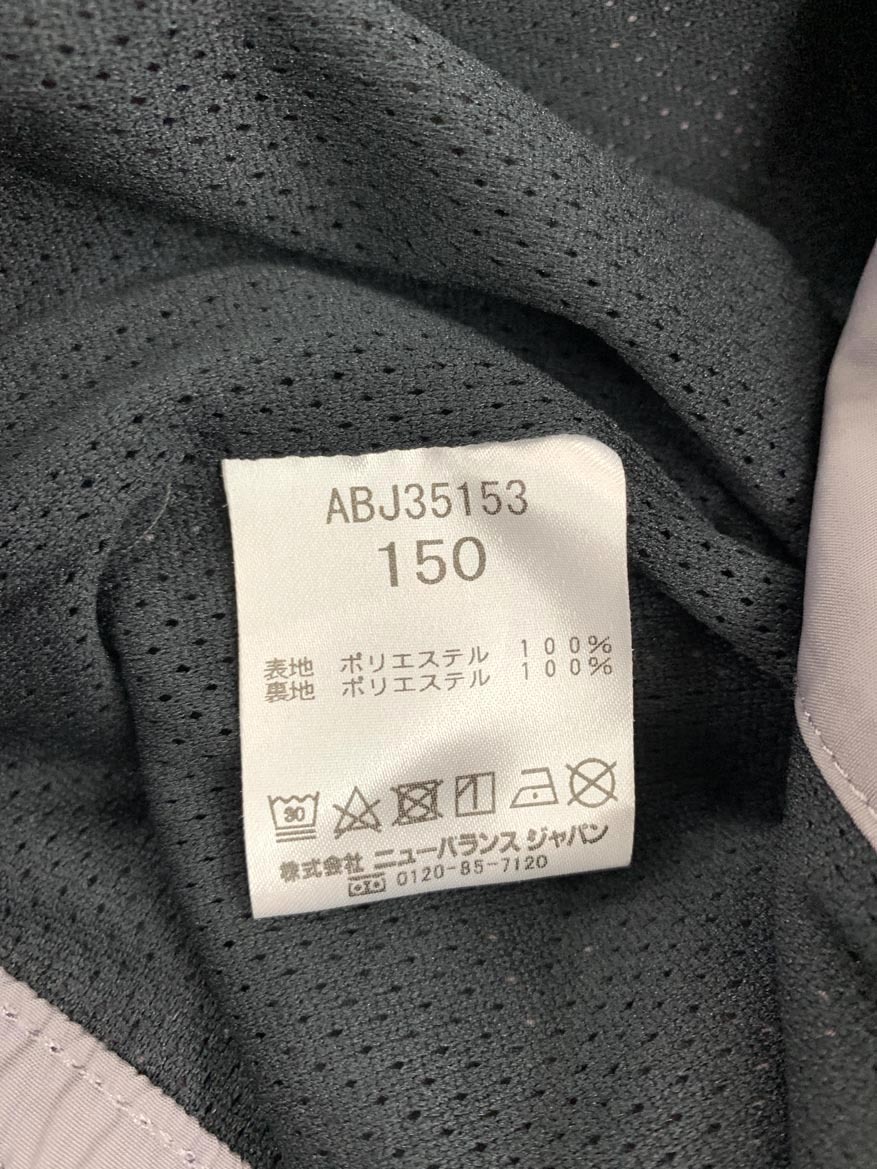 ABJ35153
150
表地 ポリエステル 100%
裏地 ポリエステル 100%
30
株式会社 ニューバランス ジャパン
0120-85-7120